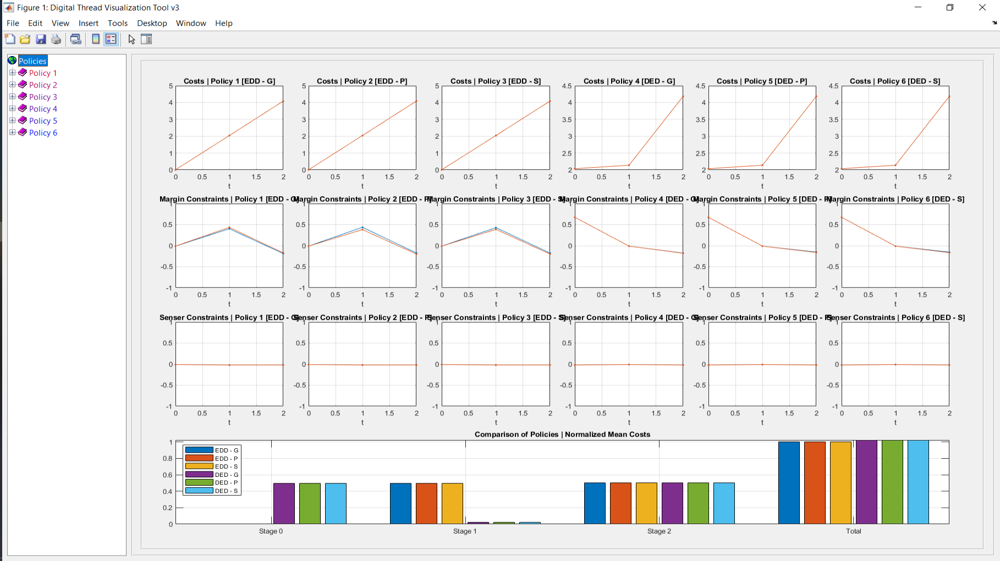 Figure 1: Digital Thread Visualization Tool v3
File Edit View Insert Tools Desktop Window Help
Policies
Policy 1
Policy 2
Policy 3
Policy 4
Policy 5
Policy 6
Costs | Policy 1 [EDD - G]
5
4
3
2
1
0
0 0.5 1 1.5 2
t
Costs | Policy 2 [EDD - P]
5
4
3
2
1
0
0 0.5 1 1.5 2
t
Costs | Policy 3 [EDD - S]
5
4
3
2
1
0
0 0.5 1 1.5 2
t
Costs | Policy 4 [DED - G]
4.5
4
3.5
3
2.5
2
0 0.5 1 1.5 2
t
Costs | Policy 5 [DED - P]
4.5
4
3.5
3
2.5
2
0 0.5 1 1.5 2
t
Costs | Policy 6 [DED - S]
4.5
4
3.5
3
2.5
2
0 0.5 1 1.5 2
t
Margin Constraints | Policy 1 [EDD - G]
1
0.5
0
-0.5
-1
0 0.5 1 1.5 2
t
Margin Constraints | Policy 2 [EDD - P]
1
0.5
0
-0.5
-1
0 0.5 1 1.5 2
t
Margin Constraints | Policy 3 [EDD - S]
1
0.5
0
-0.5
-1
0 0.5 1 1.5 2
t
Margin Constraints | Policy 4 [DED - G]
1
0.5
0
-0.5
-1
0 0.5 1 1.5 2
t
Margin Constraints | Policy 5 [DED - P]
1
0.5
0
-0.5
-1
0 0.5 1 1.5 2
t
Margin Constraints | Policy 6 [DED - S]
1
0.5
0
-0.5
-1
0 0.5 1 1.5 2
t
Senser Constraints | Policy 1 [EDD - G]
1
0.5
0
-0.5
-1
0 0.5 1 1.5 2
t
Senser Constraints | Policy 2 [EDD - P]
1
0.5
0
-0.5
-1
0 0.5 1 1.5 2
t
Senser Constraints | Policy 3 [EDD - S]
1
0.5
0
-0.5
-1
0 0.5 1 1.5 2
t
Senser Constraints | Policy 4 [DED - G]
1
0.5
0
-0.5
-1
0 0.5 1 1.5 2
t
Senser Constraints | Policy 5 [DED - P]
1
0.5
0
-0.5
-1
0 0.5 1 1.5 2
t
Senser Constraints | Policy 6 [DED - S]
1
0.5
0
-0.5
-1
0 0.5 1 1.5 2
t
Comparison of Policies | Normalized Mean Costs
1
0.8
0.6
0.4
0.2
0
EDD - G
EDD - P
EDD - S
DED - G
DED - P
DED - S
Stage 0 Stage 1 Stage 2 Total